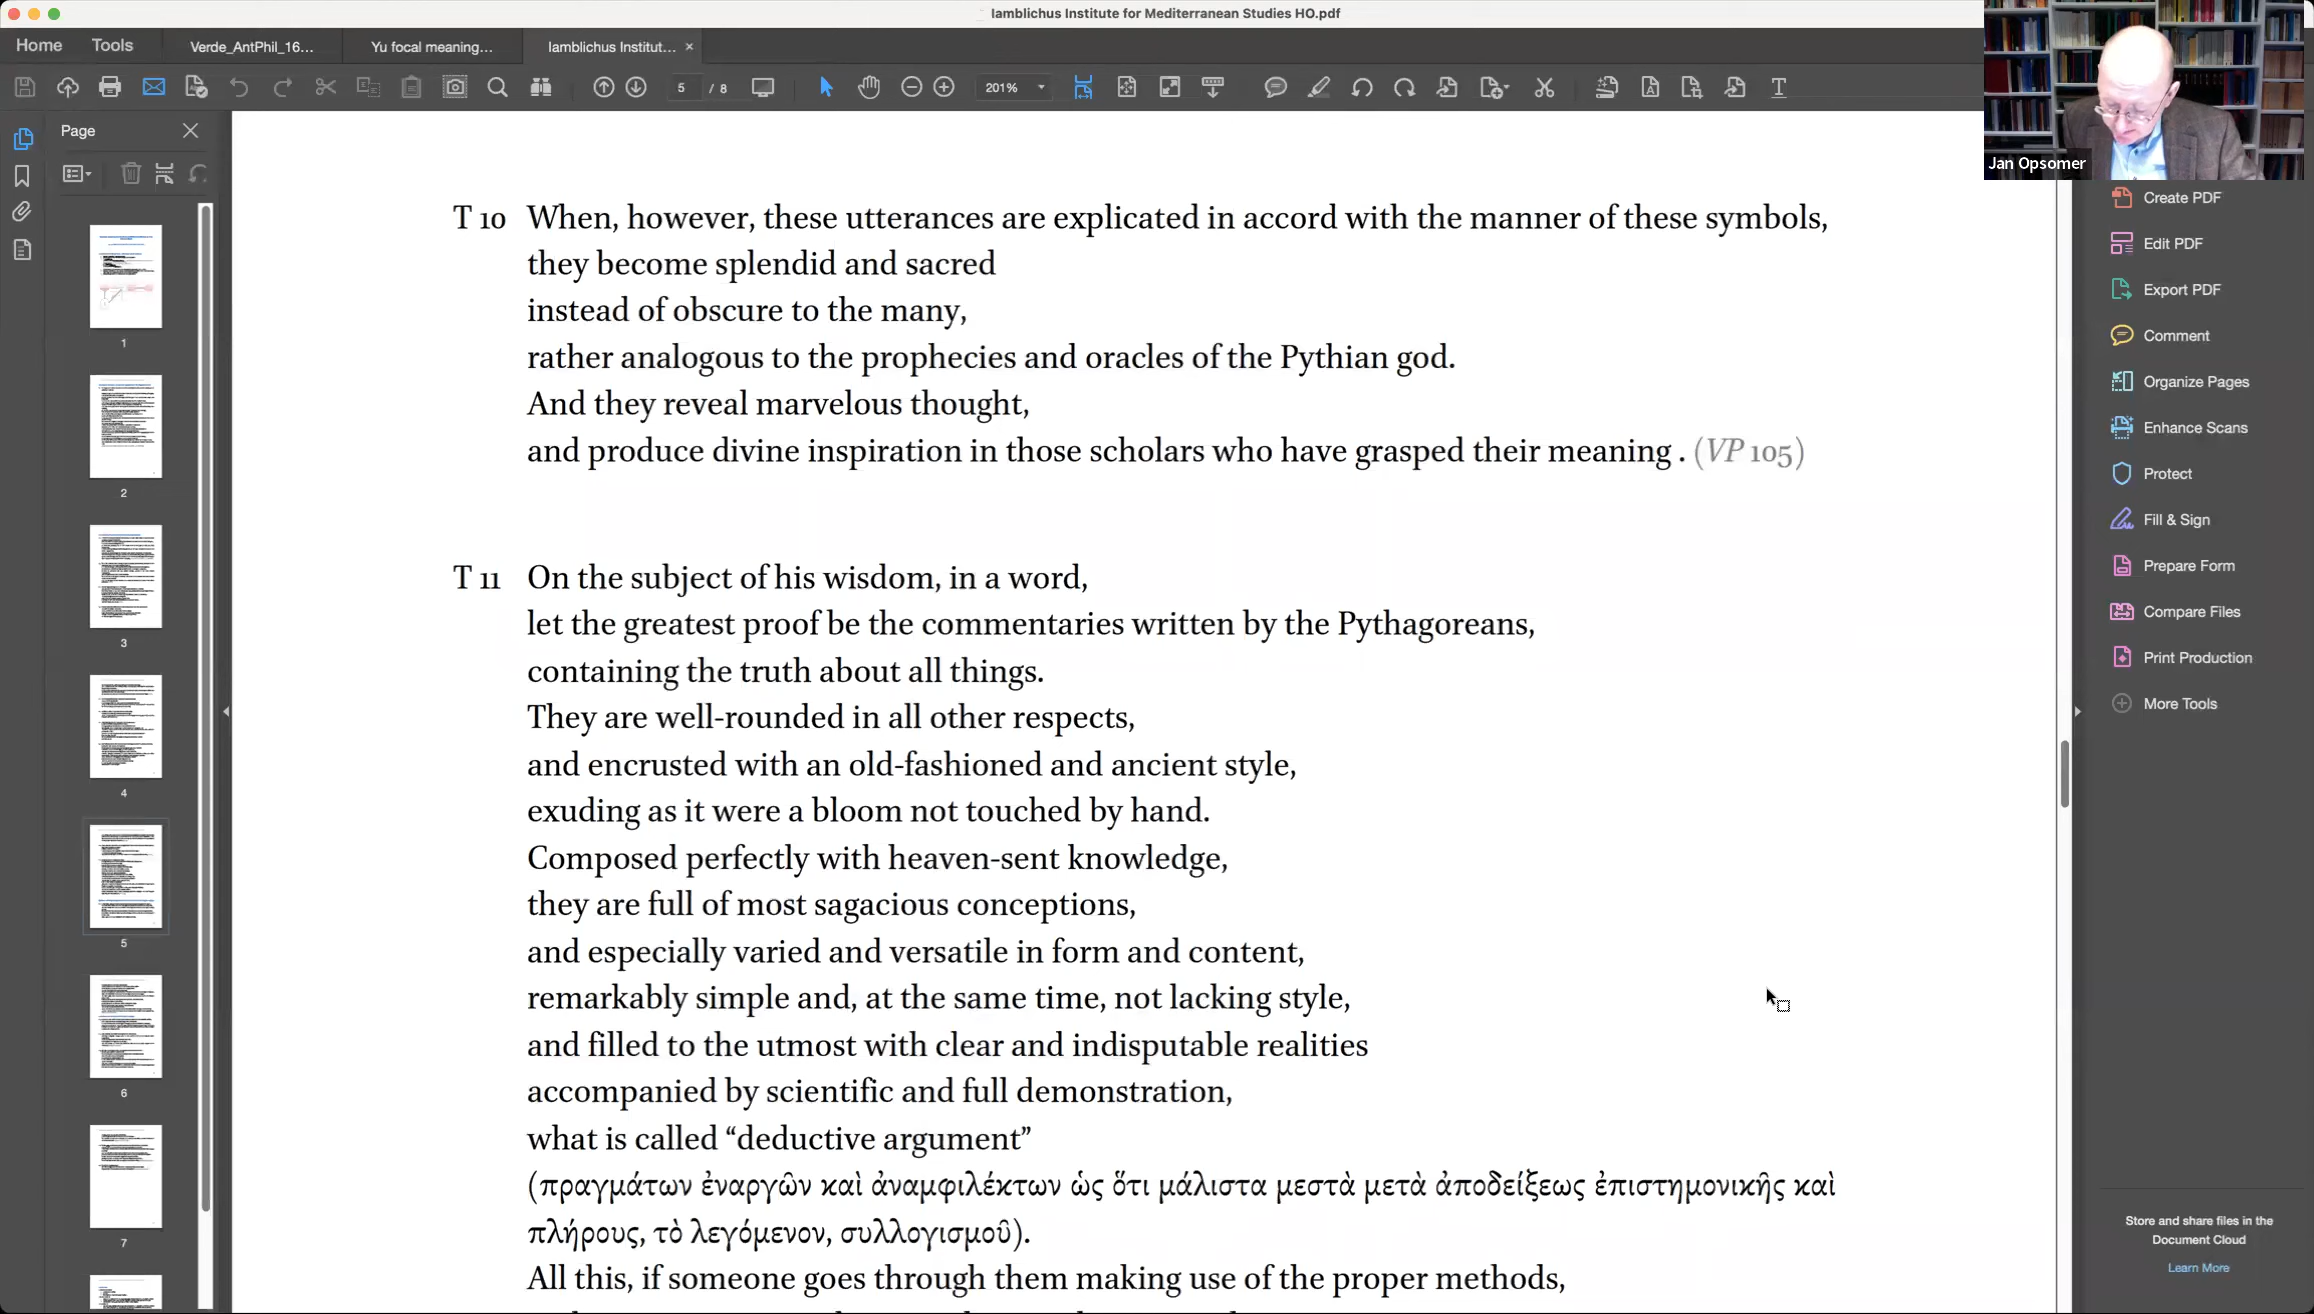 Iamblichus Institute for Mediterranean Studies HO.pdf
Home
Tools
Verde_AntPhil_16...
Yu focal meaning...
Iamblichus Institut... ×
5 / 8
201%
Page
Jan Opsomer
T 10 When, however, these utterances are explicated in accord with the manner of these symbols,
they become splendid and sacred
instead of obscure to the many,
rather analogous to the prophecies and oracles of the Pythian god.
And they reveal marvelous thought,
and produce divine inspiration in those scholars who have grasped their meaning . (VP 105)
T 11 On the subject of his wisdom, in a word,
let the greatest proof be the commentaries written by the Pythagoreans,
containing the truth about all things.
They are well-rounded in all other respects,
and encrusted with an old-fashioned and ancient style,
exuding as it were a bloom not touched by hand.
Composed perfectly with heaven-sent knowledge,
they are full of most sagacious conceptions,
and especially varied and versatile in form and content,
remarkably simple and, at the same time, not lacking style,
and filled to the utmost with clear and indisputable realities
accompanied by scientific and full demonstration,
what is called “deductive argument”
(πραγμάτων ἐναργῶν καὶ ἀναμφιλέκτων ὡς ὅτι μάλιστα μεστὰ μετὰ ἀποδείξεως ἐπιστημονικῆς καὶ
πλήρους, τὸ λεγόμενον, συλλογισμοῦ).
All this, if someone goes through them making use of the proper methods,
1
2
3
4
5
6
7
Create PDF
Edit PDF
Export PDF
Comment
Organize Pages
Enhance Scans
Protect
Fill & Sign
Prepare Form
Compare Files
Print Production
More Tools
Store and share files in the
Document Cloud
Learn More